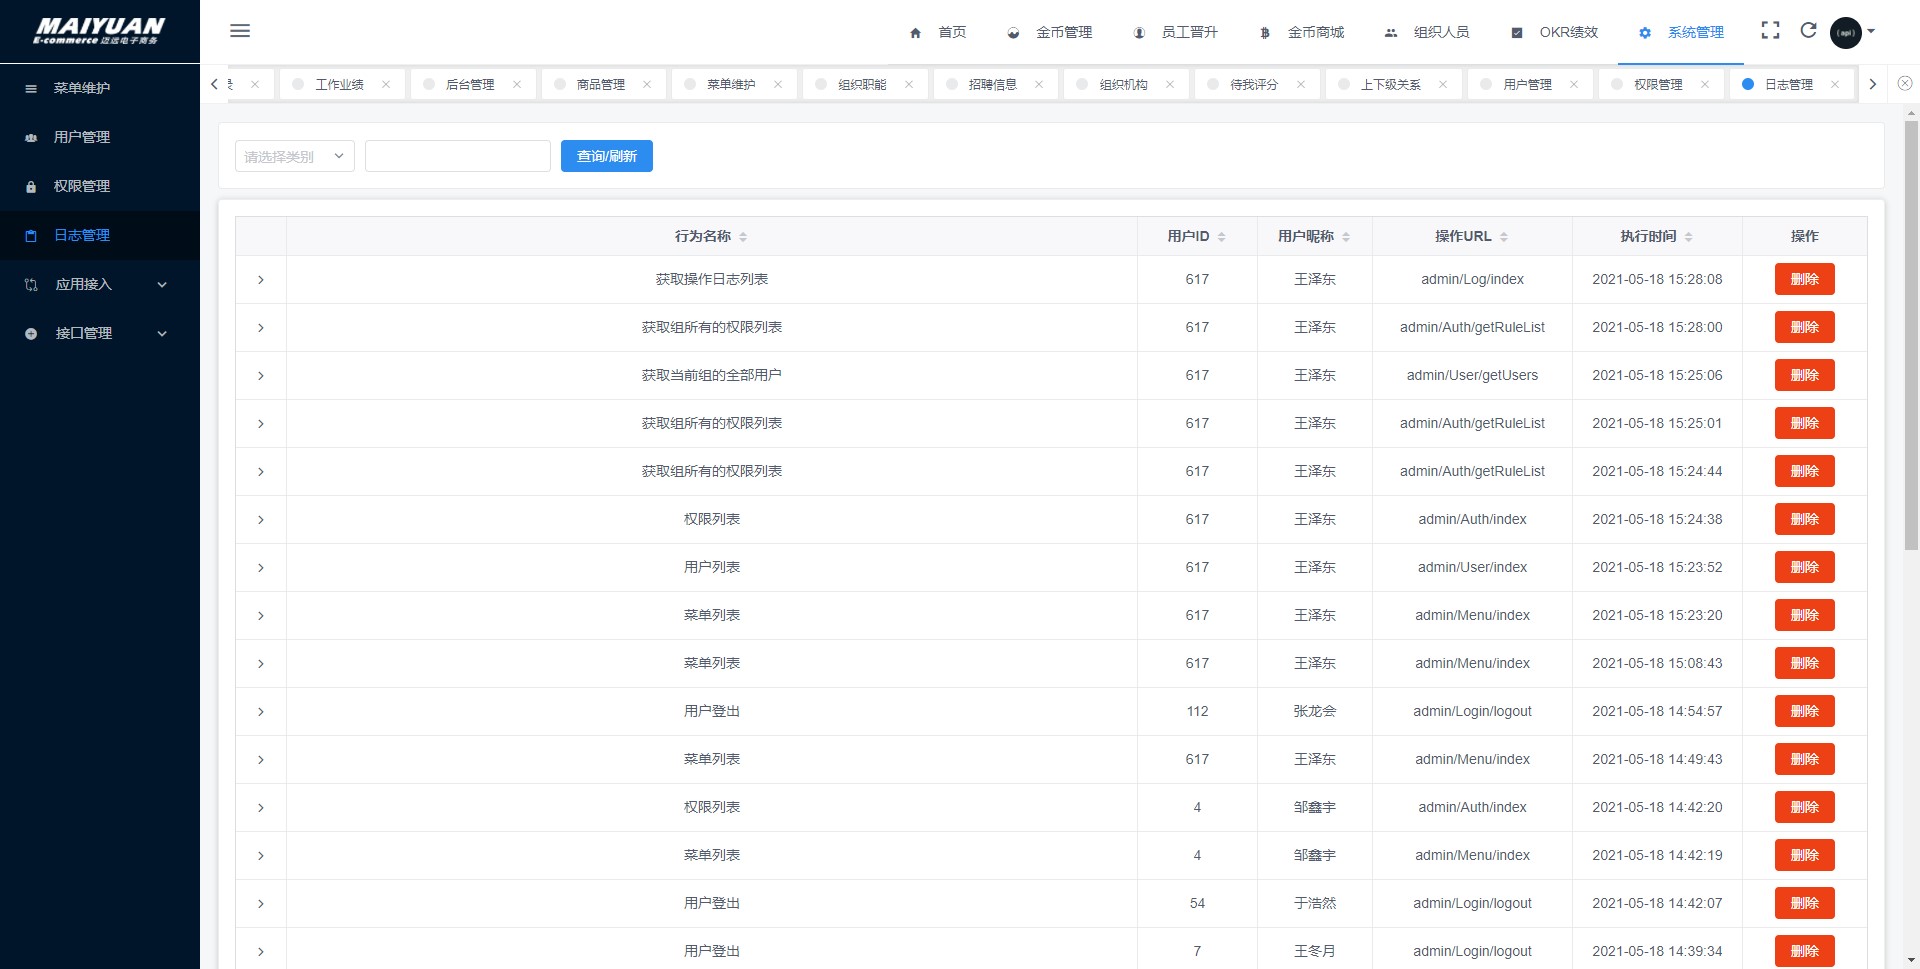 MAIYUAN
E-commerce 迈远电子商务
首页 金币管理 员工晋升 金币商城 组织人员 OKR绩效 系统管理
(api)
工作业绩 后台管理 商品管理 菜单维护 组织职能 招聘信息 组织机构 待我评分 上下级关系 用户管理 权限管理 日志管理
菜单维护
用户管理
权限管理
日志管理
应用接入
接口管理
请选择类别 查询/刷新
行为名称 用户ID 用户昵称 操作URL 执行时间 操作
获取操作日志列表 617 王泽东 admin/Log/index 2021-05-18 15:28:08 删除
获取组所有的权限列表 617 王泽东 admin/Auth/getRuleList 2021-05-18 15:28:00 删除
获取当前组的全部用户 617 王泽东 admin/User/getUsers 2021-05-18 15:25:06 删除
获取组所有的权限列表 617 王泽东 admin/Auth/getRuleList 2021-05-18 15:25:01 删除
获取组所有的权限列表 617 王泽东 admin/Auth/getRuleList 2021-05-18 15:24:44 删除
权限列表 617 王泽东 admin/Auth/index 2021-05-18 15:24:38 删除
用户列表 617 王泽东 admin/User/index 2021-05-18 15:23:52 删除
菜单列表 617 王泽东 admin/Menu/index 2021-05-18 15:23:20 删除
菜单列表 617 王泽东 admin/Menu/index 2021-05-18 15:08:43 删除
用户登出 112 张龙会 admin/Login/logout 2021-05-18 14:54:57 删除
菜单列表 617 王泽东 admin/Menu/index 2021-05-18 14:49:43 删除
权限列表 4 邹鑫宇 admin/Auth/index 2021-05-18 14:42:20 删除
菜单列表 4 邹鑫宇 admin/Menu/index 2021-05-18 14:42:19 删除
用户登出 54 于浩然 admin/Login/logout 2021-05-18 14:42:07 删除
用户登出 7 王冬月 admin/Login/logout 2021-05-18 14:39:34 删除